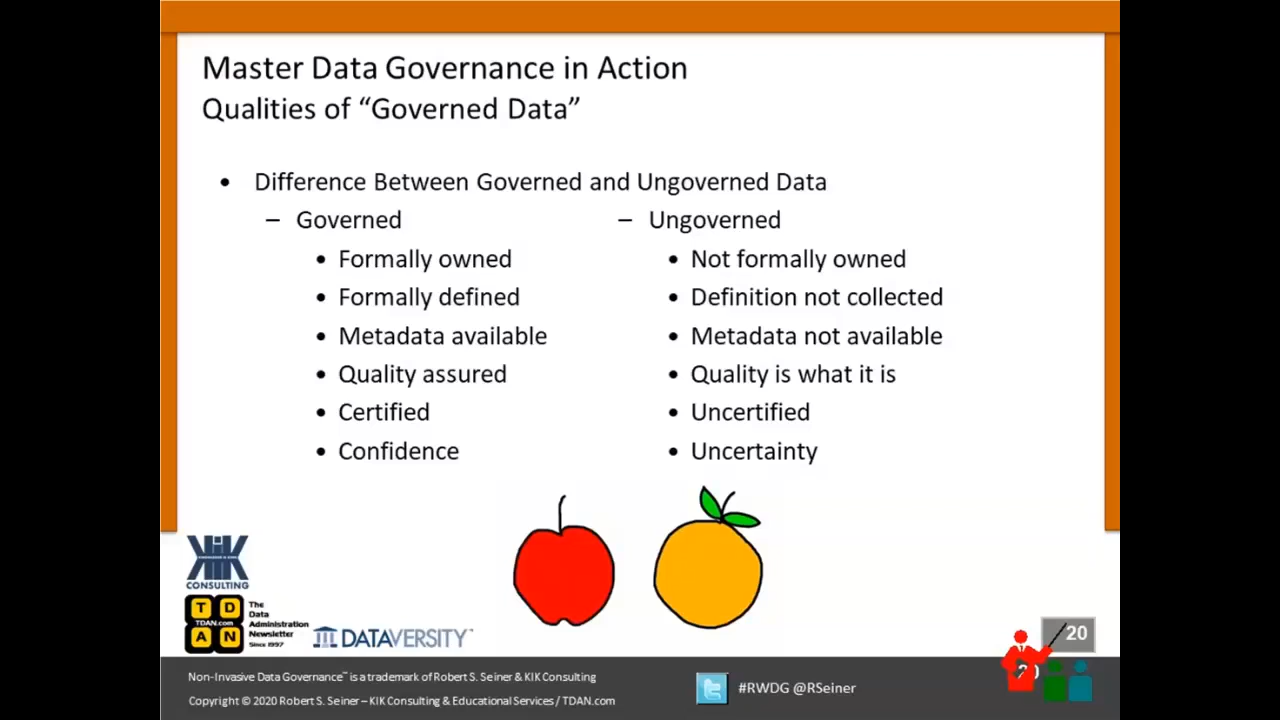 Master Data Governance in Action
Qualities of “Governed Data”
• Difference Between Governed and Ungoverned Data
– Governed
• Formally owned
• Formally defined
• Metadata available
• Quality assured
• Certified
• Confidence
– Ungoverned
• Not formally owned
• Definition not collected
• Metadata not available
• Quality is what it is
• Uncertified
• Uncertainty
KIK
CONSULTING
T D
TDAN.com
A N
The
Data
Administration
Newsletter
Since 1997
DATAVERSITY
20
20
Non-Invasive Data Governance™ is a trademark of Robert S. Seiner & KIK Consulting
Copyright © 2020 Robert S. Seiner – KIK Consulting & Educational Services / TDAN.com
#RWDG @RSeiner